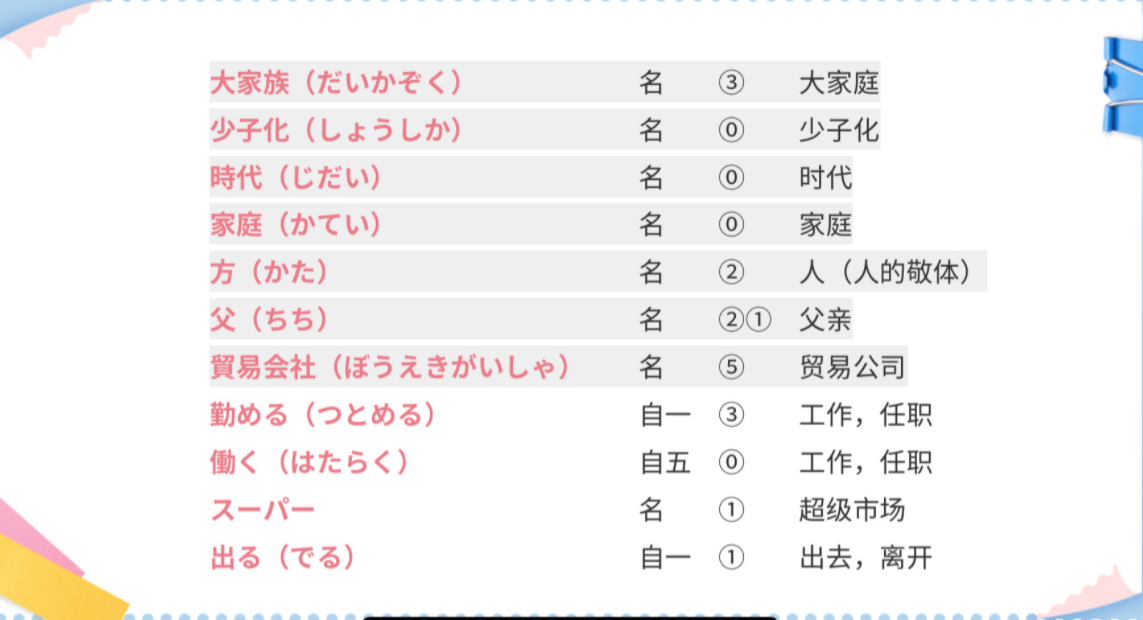 大家族（だいかぞく） 名 ③ 大家庭
少子化（しょうしか） 名 ⓪ 少子化
時代（じだい） 名 ⓪ 时代
家庭（かてい） 名 ⓪ 家庭
方（かた） 名 ② 人（人的敬体）
父（ちち） 名 ②① 父亲
貿易会社（ぼうえきがいしゃ） 名 ⑤ 贸易公司
勤める（つとめる） 自一 ③ 工作，任职
働く（はたらく） 自五 ⓪ 工作，任职
スーパー 名 ① 超级市场
出る（でる） 自一 ① 出去，离开